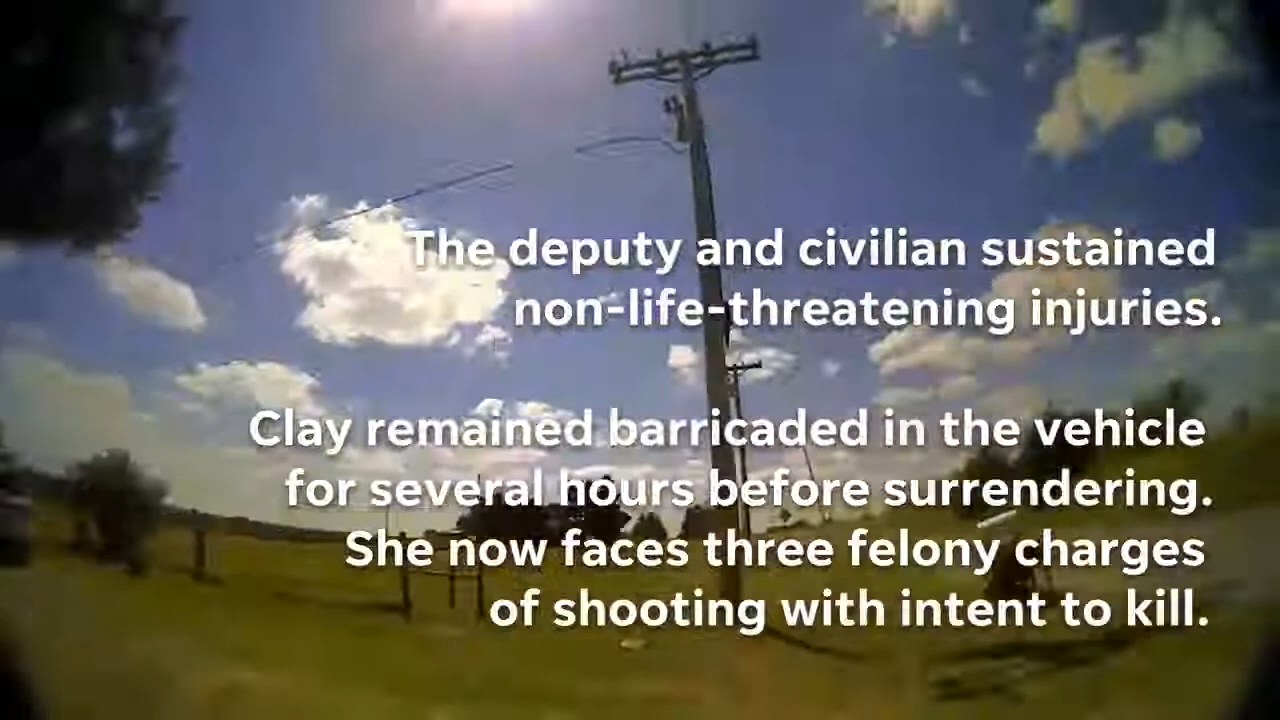 The deputy and civilian sustained
non-life-threatening injuries.
Clay remained barricaded in the vehicle
for several hours before surrendering.
She now faces three felony charges
of shooting with intent to kill.